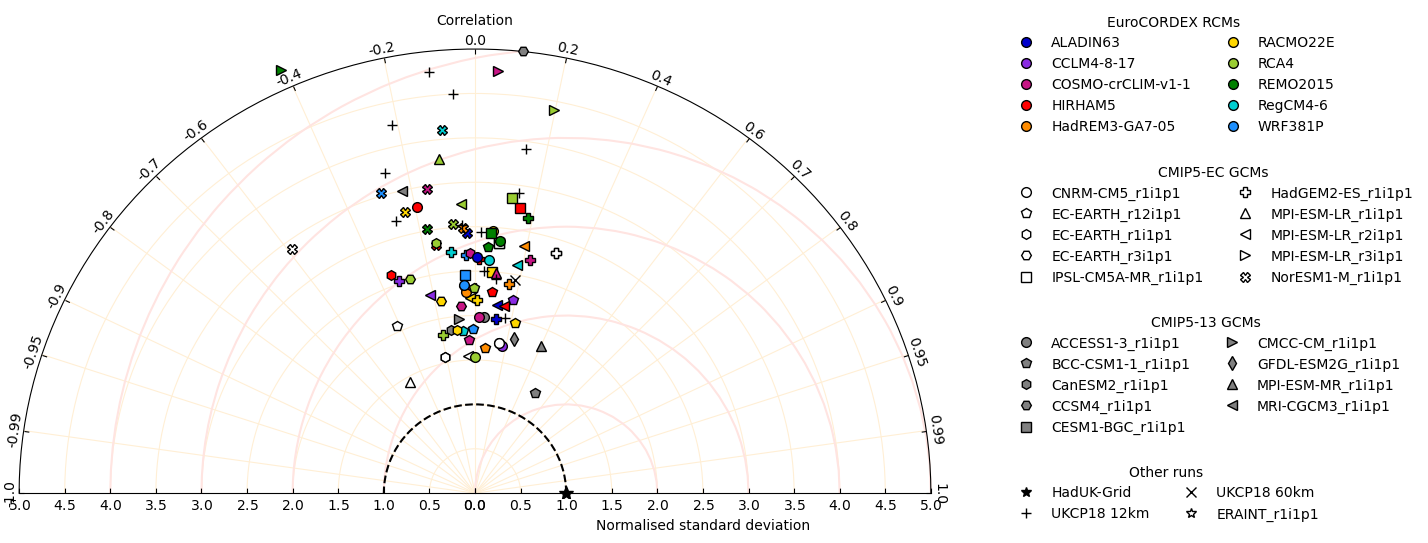 Correlation
0.0
-0.2
0.2
-0.4
0.4
-0.6
0.6
-0.7
0.7
-0.8
0.8
-0.9
0.9
-0.95
0.95
-0.99
0.99
-1.0
1.0
5.0 4.5 4.0 3.5 3.0 2.5 2.0 1.5 1.0 0.5 0.0 0.5 1.0 1.5 2.0 2.5 3.0 3.5 4.0 4.5 5.0
Normalised standard deviation
EuroCORDEX RCMs
ALADIN63 RACMO22E
CCLM4-8-17 RCA4
COSMO-crCLIM-v1-1 REMO2015
HIRHAM5 RegCM4-6
HadREM3-GA7-05 WRF381P
CMIP5-EC GCMs
CNRM-CM5_r1i1p1 HadGEM2-ES_r1i1p1
EC-EARTH_r12i1p1 MPI-ESM-LR_r1i1p1
EC-EARTH_r1i1p1 MPI-ESM-LR_r2i1p1
EC-EARTH_r3i1p1 MPI-ESM-LR_r3i1p1
IPSL-CM5A-MR_r1i1p1 NorESM1-M_r1i1p1
CMIP5-13 GCMs
ACCESS1-3_r1i1p1 CMCC-CM_r1i1p1
BCC-CSM1-1_r1i1p1 GFDL-ESM2G_r1i1p1
CanESM2_r1i1p1 MPI-ESM-MR_r1i1p1
CCSM4_r1i1p1 MRI-CGCM3_r1i1p1
CESM1-BGC_r1i1p1
Other runs
HadUK-Grid UKCP18 60km
UKCP18 12km ERAINT_r1i1p1